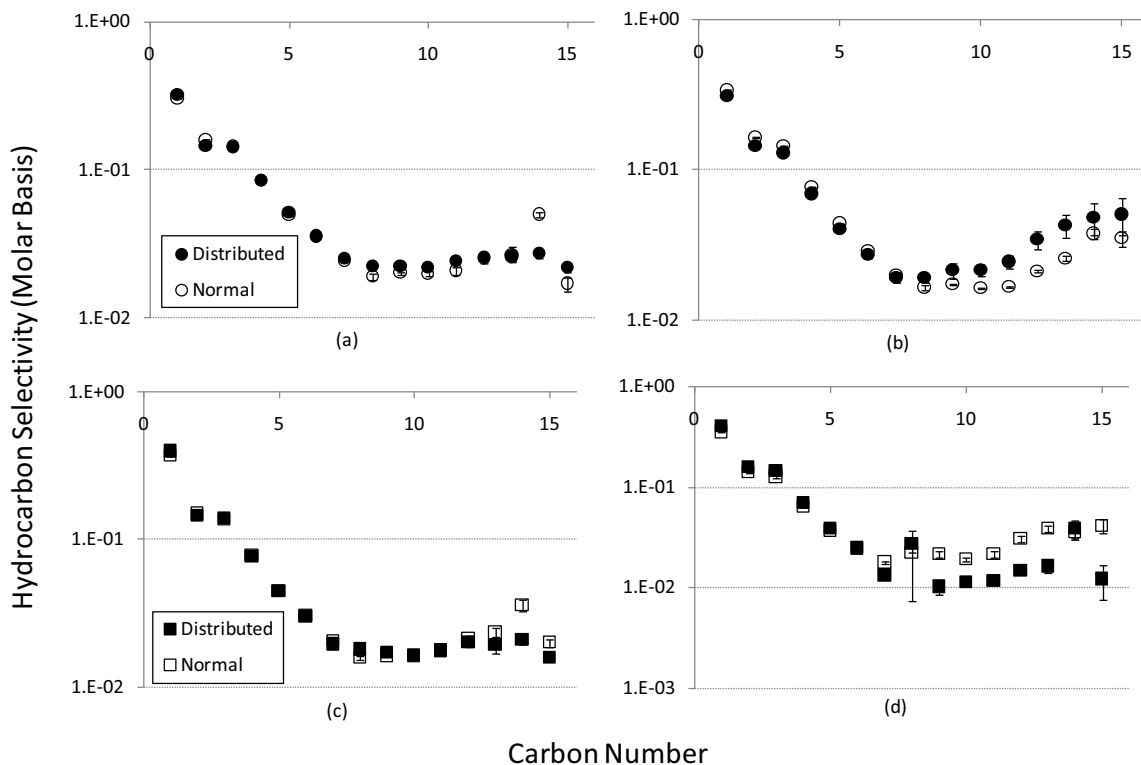 Hydrocarbon Selectivity (Molar Basis)
1.E+00
0 5 10 15
1.E-01
Distributed
Normal
1.E-02
(a)
1.E+00
0 5 10 15
1.E-01
1.E-02
(b)
1.E+00
0 5 10 15
1.E-01
Distributed
Normal
1.E-02
(c)
1.E+00
0 5 10 15
1.E-01
1.E-02
1.E-03
(d)
Carbon Number